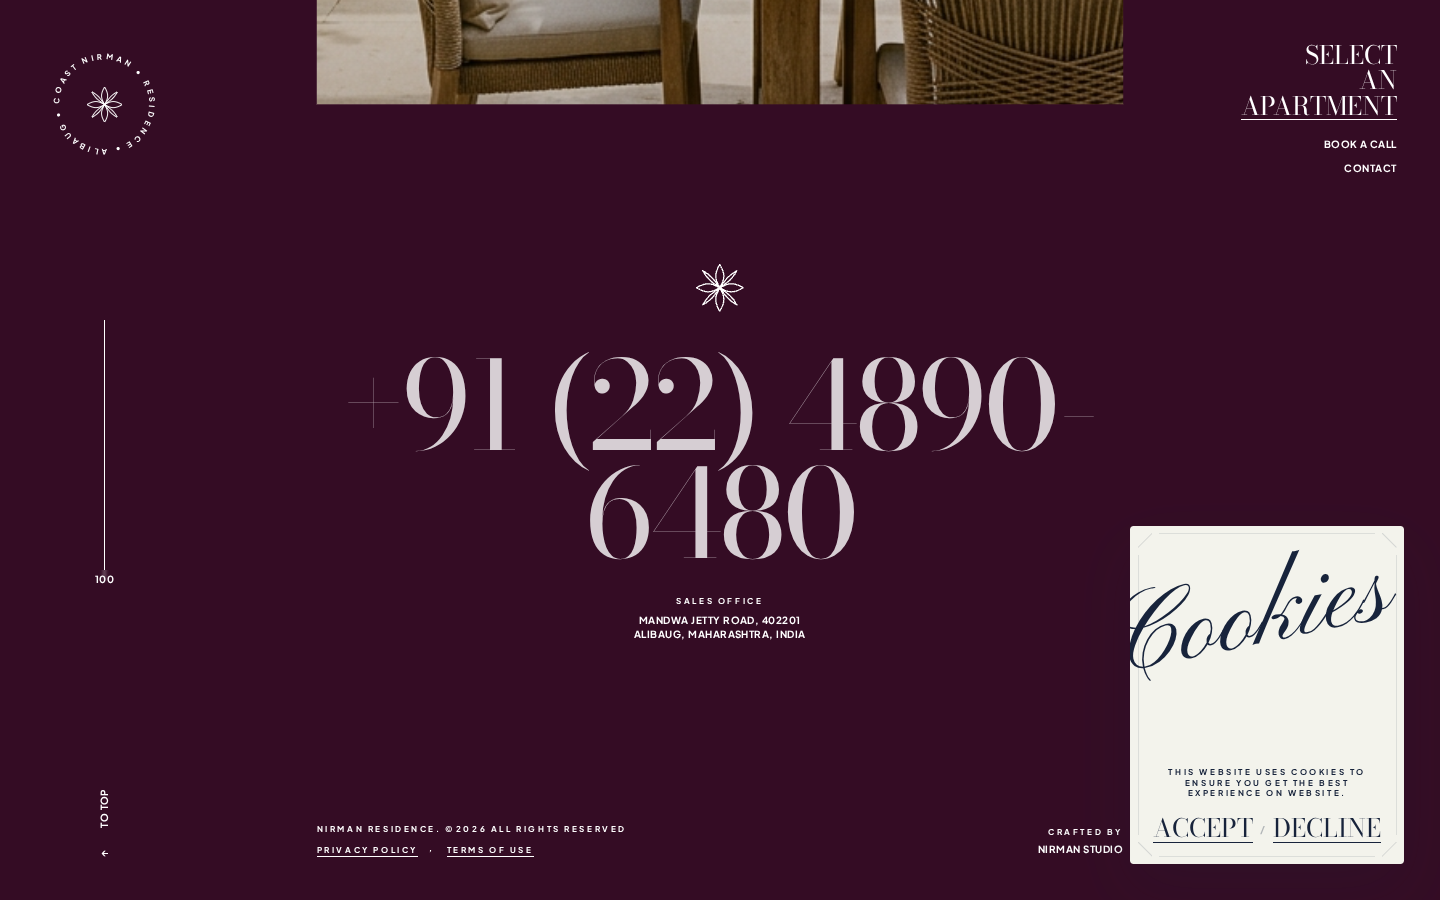 COAST NIRMAN • RESIDENCE • ALIBAUG •
SELECT
AN
APARTMENT
BOOK A CALL
CONTACT
+91 (22) 4890-
6480
100
SALES OFFICE
MANDWA JETTY ROAD, 402201
ALIBAUG, MAHARASHTRA, INDIA
Cookies
THIS WEBSITE USES COOKIES TO
ENSURE YOU GET THE BEST
EXPERIENCE ON WEBSITE.
ACCEPT / DECLINE
TO TOP
NIRMAN RESIDENCE. ©2026 ALL RIGHTS RESERVED
PRIVACY POLICY · TERMS OF USE
CRAFTED BY
NIRMAN STUDIO